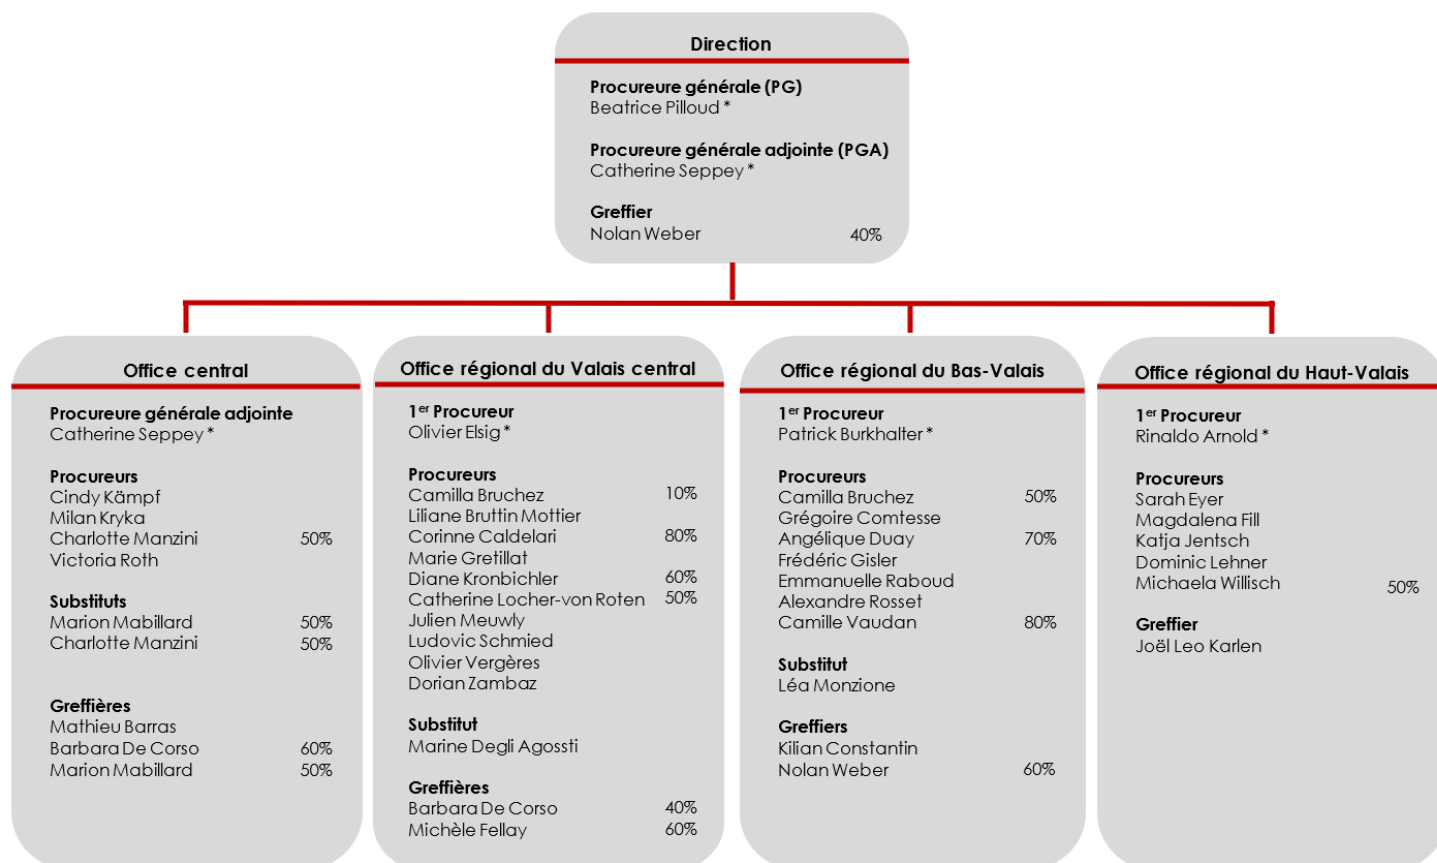 Direction
Procureure générale (PG)
Beatrice Pilloud *
Procureure générale adjointe (PGA)
Catherine Seppey *
Greffier
Nolan Weber 40%
Office central
Procureure générale adjointe
Catherine Seppey *
Procureurs
Cindy Kämpf
Milan Kryka
Charlotte Manzini 50%
Victoria Roth
Substituts
Marion Mabillard 50%
Charlotte Manzini 50%
Greffières
Mathieu Barras
Barbara De Corso 60%
Marion Mabillard 50%
Office régional du Valais central
1er Procureur
Olivier Elsig *
Procureurs
Camilla Bruchez 10%
Liliane Bruttin Mottier
Corinne Caldelari 80%
Marie Gretillat
Diane Kronbichler 60%
Catherine Locher-von Roten 50%
Julien Meuwly
Ludovic Schmied
Olivier Vergères
Dorian Zambaz
Substitut
Marine Degli Agossti
Greffières
Barbara De Corso 40%
Michèle Fellay 60%
Office régional du Bas-Valais
1er Procureur
Patrick Burkhalter *
Procureurs
Camilla Bruchez 50%
Grégoire Comtesse
Angélique Duay 70%
Frédéric Gisler
Emmanuelle Raboud
Alexandre Rosset
Camille Vaudan 80%
Substitut
Léa Monzione
Greffiers
Kilian Constantin
Nolan Weber 60%
Office régional du Haut-Valais
1er Procureur
Rinaldo Arnold *
Procureurs
Sarah Eyer
Magdalena Fill
Katja Jentsch
Dominic Lehner
Michaela Willisch 50%
Greffier
Joël Leo Karlen